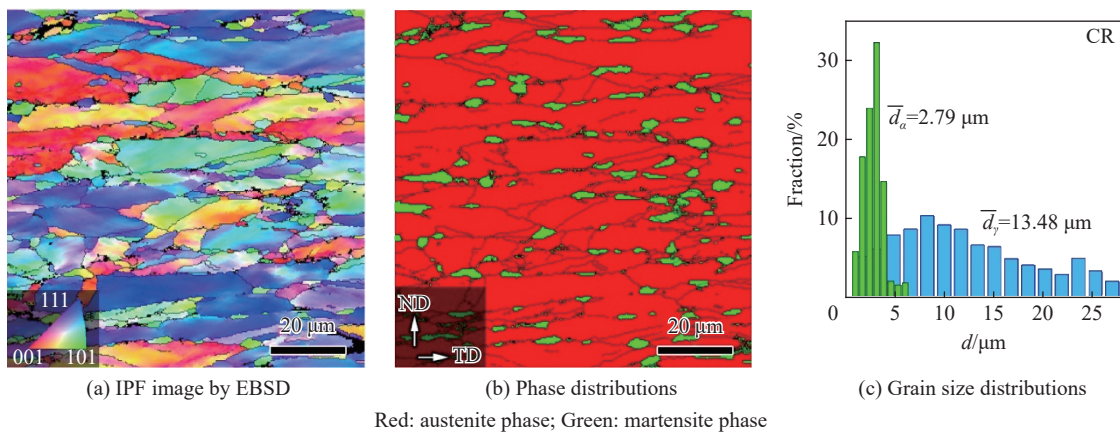 111
001
101
20 μm
(a) IPF image by EBSD
ND
TD
20 μm
(b) Phase distributions
CR
30
20
10
0
5
10
15
20
25
Fraction/%
d̅α=2.79 μm
d̅γ=13.48 μm
d/μm
(c) Grain size distributions
Red: austenite phase; Green: martensite phase